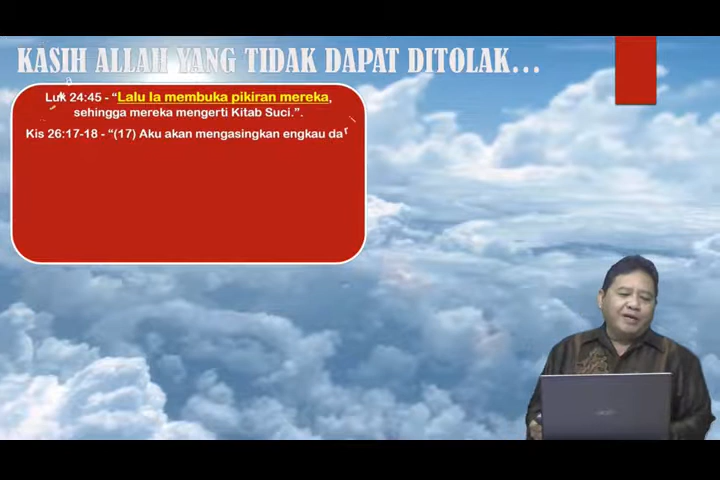 KASIH ALLAH YANG TIDAK DAPAT DITOLAK...
Luk 24:45 - “Lalu Ia membuka pikiran mereka,
sehingga mereka mengerti Kitab Suci.”.
Kis 26:17-18 - “(17) Aku akan mengasingkan engkau da
acer